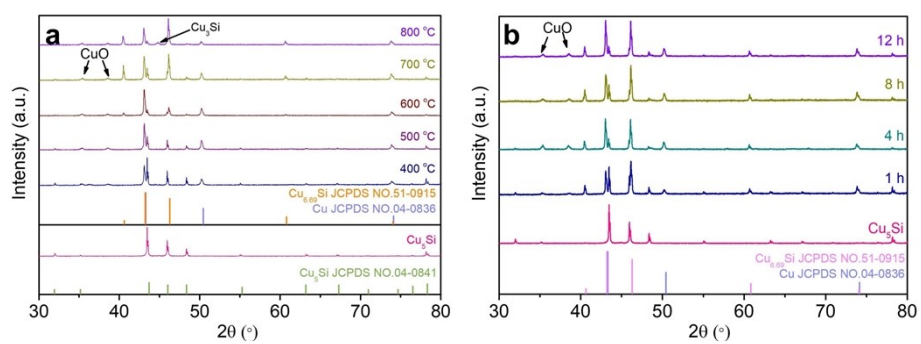 a
Cu3Si
800 °C
CuO
700 °C
600 °C
500 °C
400 °C
Cu6.69Si JCPDS NO.51-0915
Cu JCPDS NO.04-0836
Cu5Si
Cu5Si JCPDS NO.04-0841
Intensity (a.u.)
30 40 50 60 70 80
2θ (°)
b
CuO
12 h
8 h
4 h
1 h
Cu5Si
Cu6.69Si JCPDS NO.51-0915
Cu JCPDS NO.04-0836
Intensity (a.u.)
30 40 50 60 70 80
2θ (°)